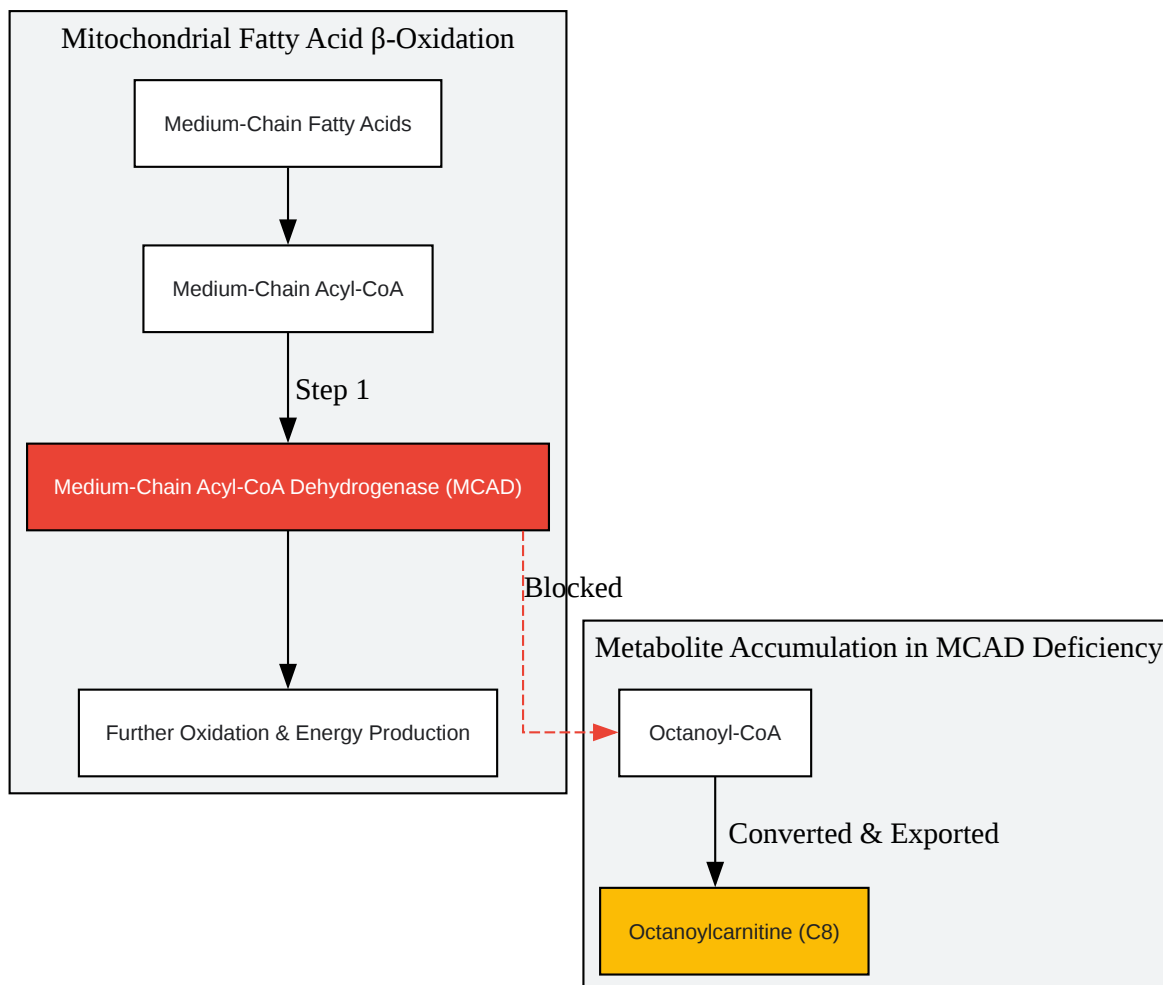 Mitochondrial Fatty Acid β-Oxidation
Medium-Chain Fatty Acids
Medium-Chain Acyl-CoA
Step 1
Medium-Chain Acyl-CoA Dehydrogenase (MCAD)
Blocked
Further Oxidation & Energy Production
Metabolite Accumulation in MCAD Deficiency
Octanoyl-CoA
Converted & Exported
Octanoylcarnitine (C8)